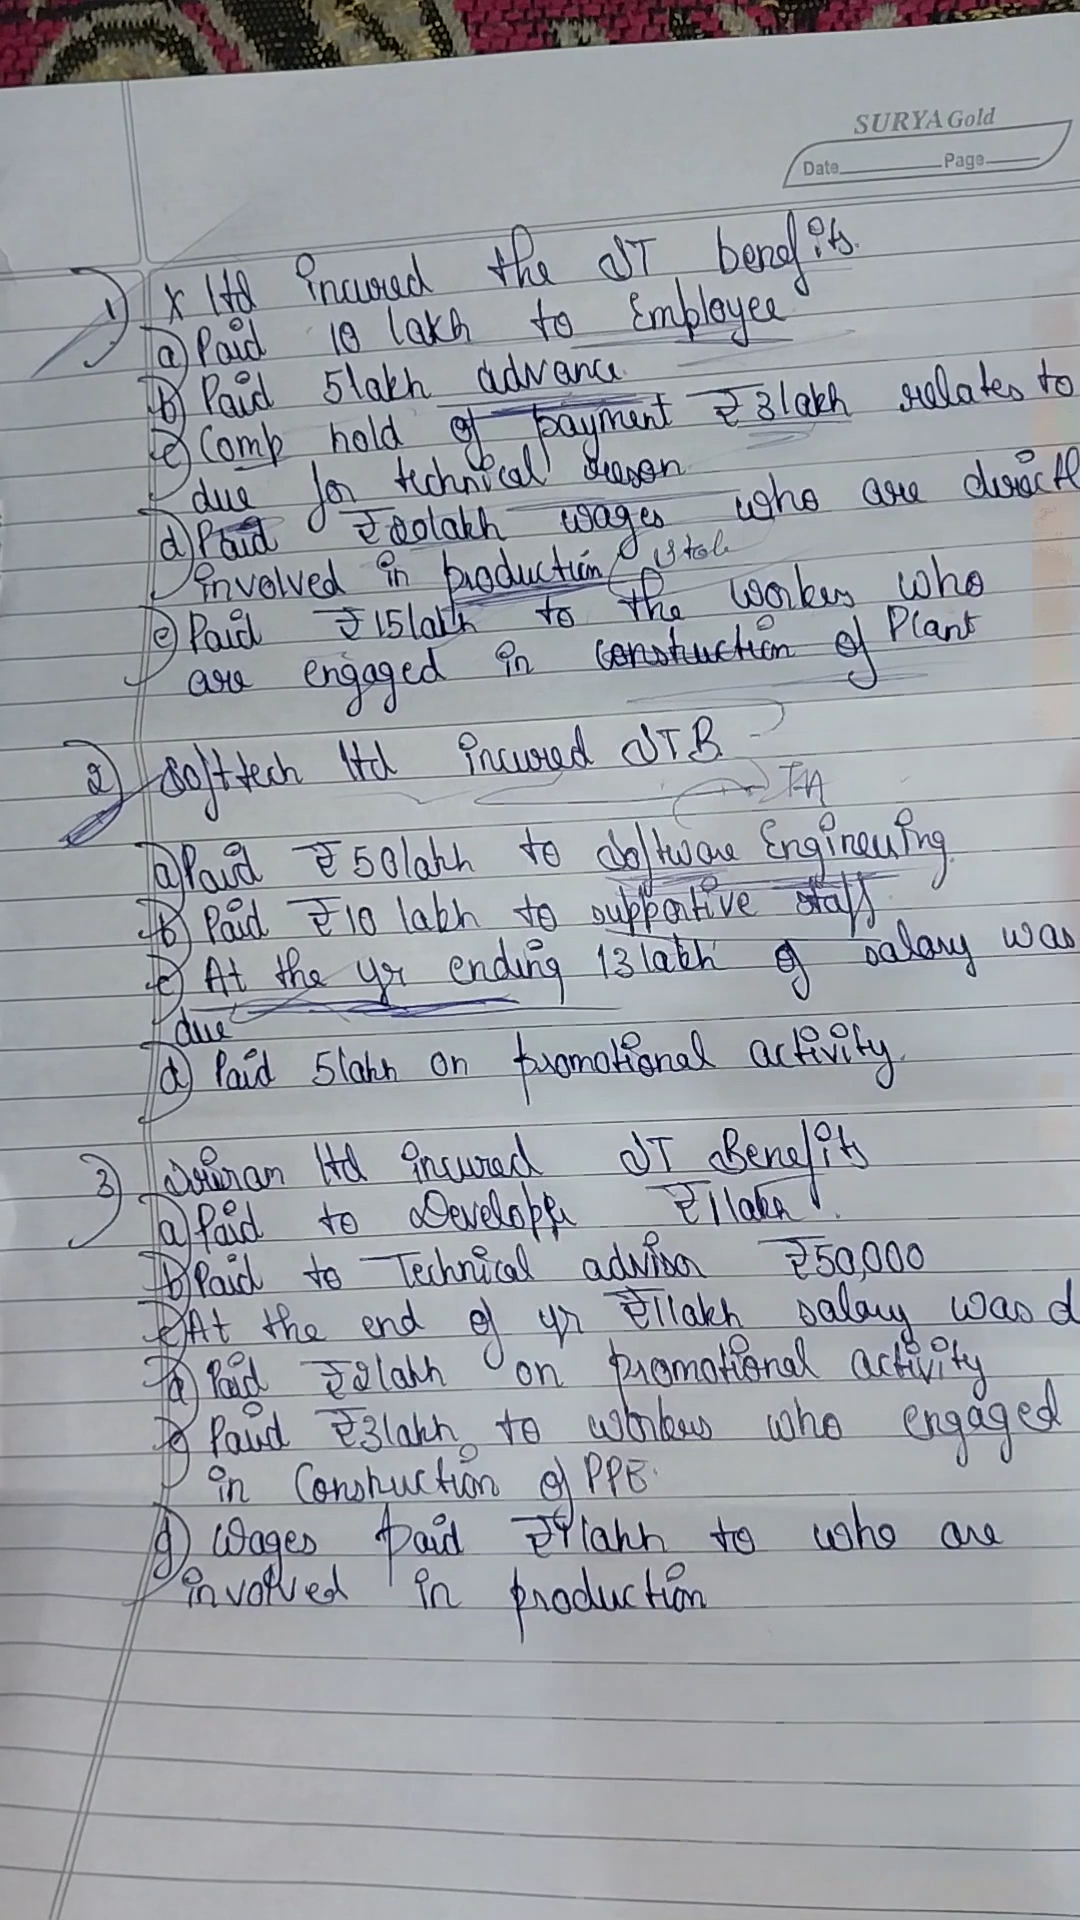 SURYA Gold
Date Page
1) X ltd incured the ST benefits.
a) Paid 10 lakh to Employee
b) Paid 5lakh advance
c) Comp hold of payment ₹3lakh relates to
due for technical reason
d) Paid ₹20lakh wages who are directl
involved in production
e) Paid ₹15lakh to the workers who
are engaged in construction of Plant
2) Softtech ltd incured STB
a) Paid ₹50lakh to Software Engineering
b) Paid ₹10 lakh to supportive staff
c) At the yr ending 13lakh of salary was
due
d) Paid 5lakh on promotional activity.
3) ltd incured ST Benefits
a) Paid to Developer ₹1lakh.
b) Paid to Technical advisor ₹50,000
c) At the end of yr ₹1lakh salary was d
Paid ₹2lakh on promotional activity
Paid ₹3lakh to workers who engaged
in Construction of PPE.
g) Wages paid ₹4lakh to who are
involved in production